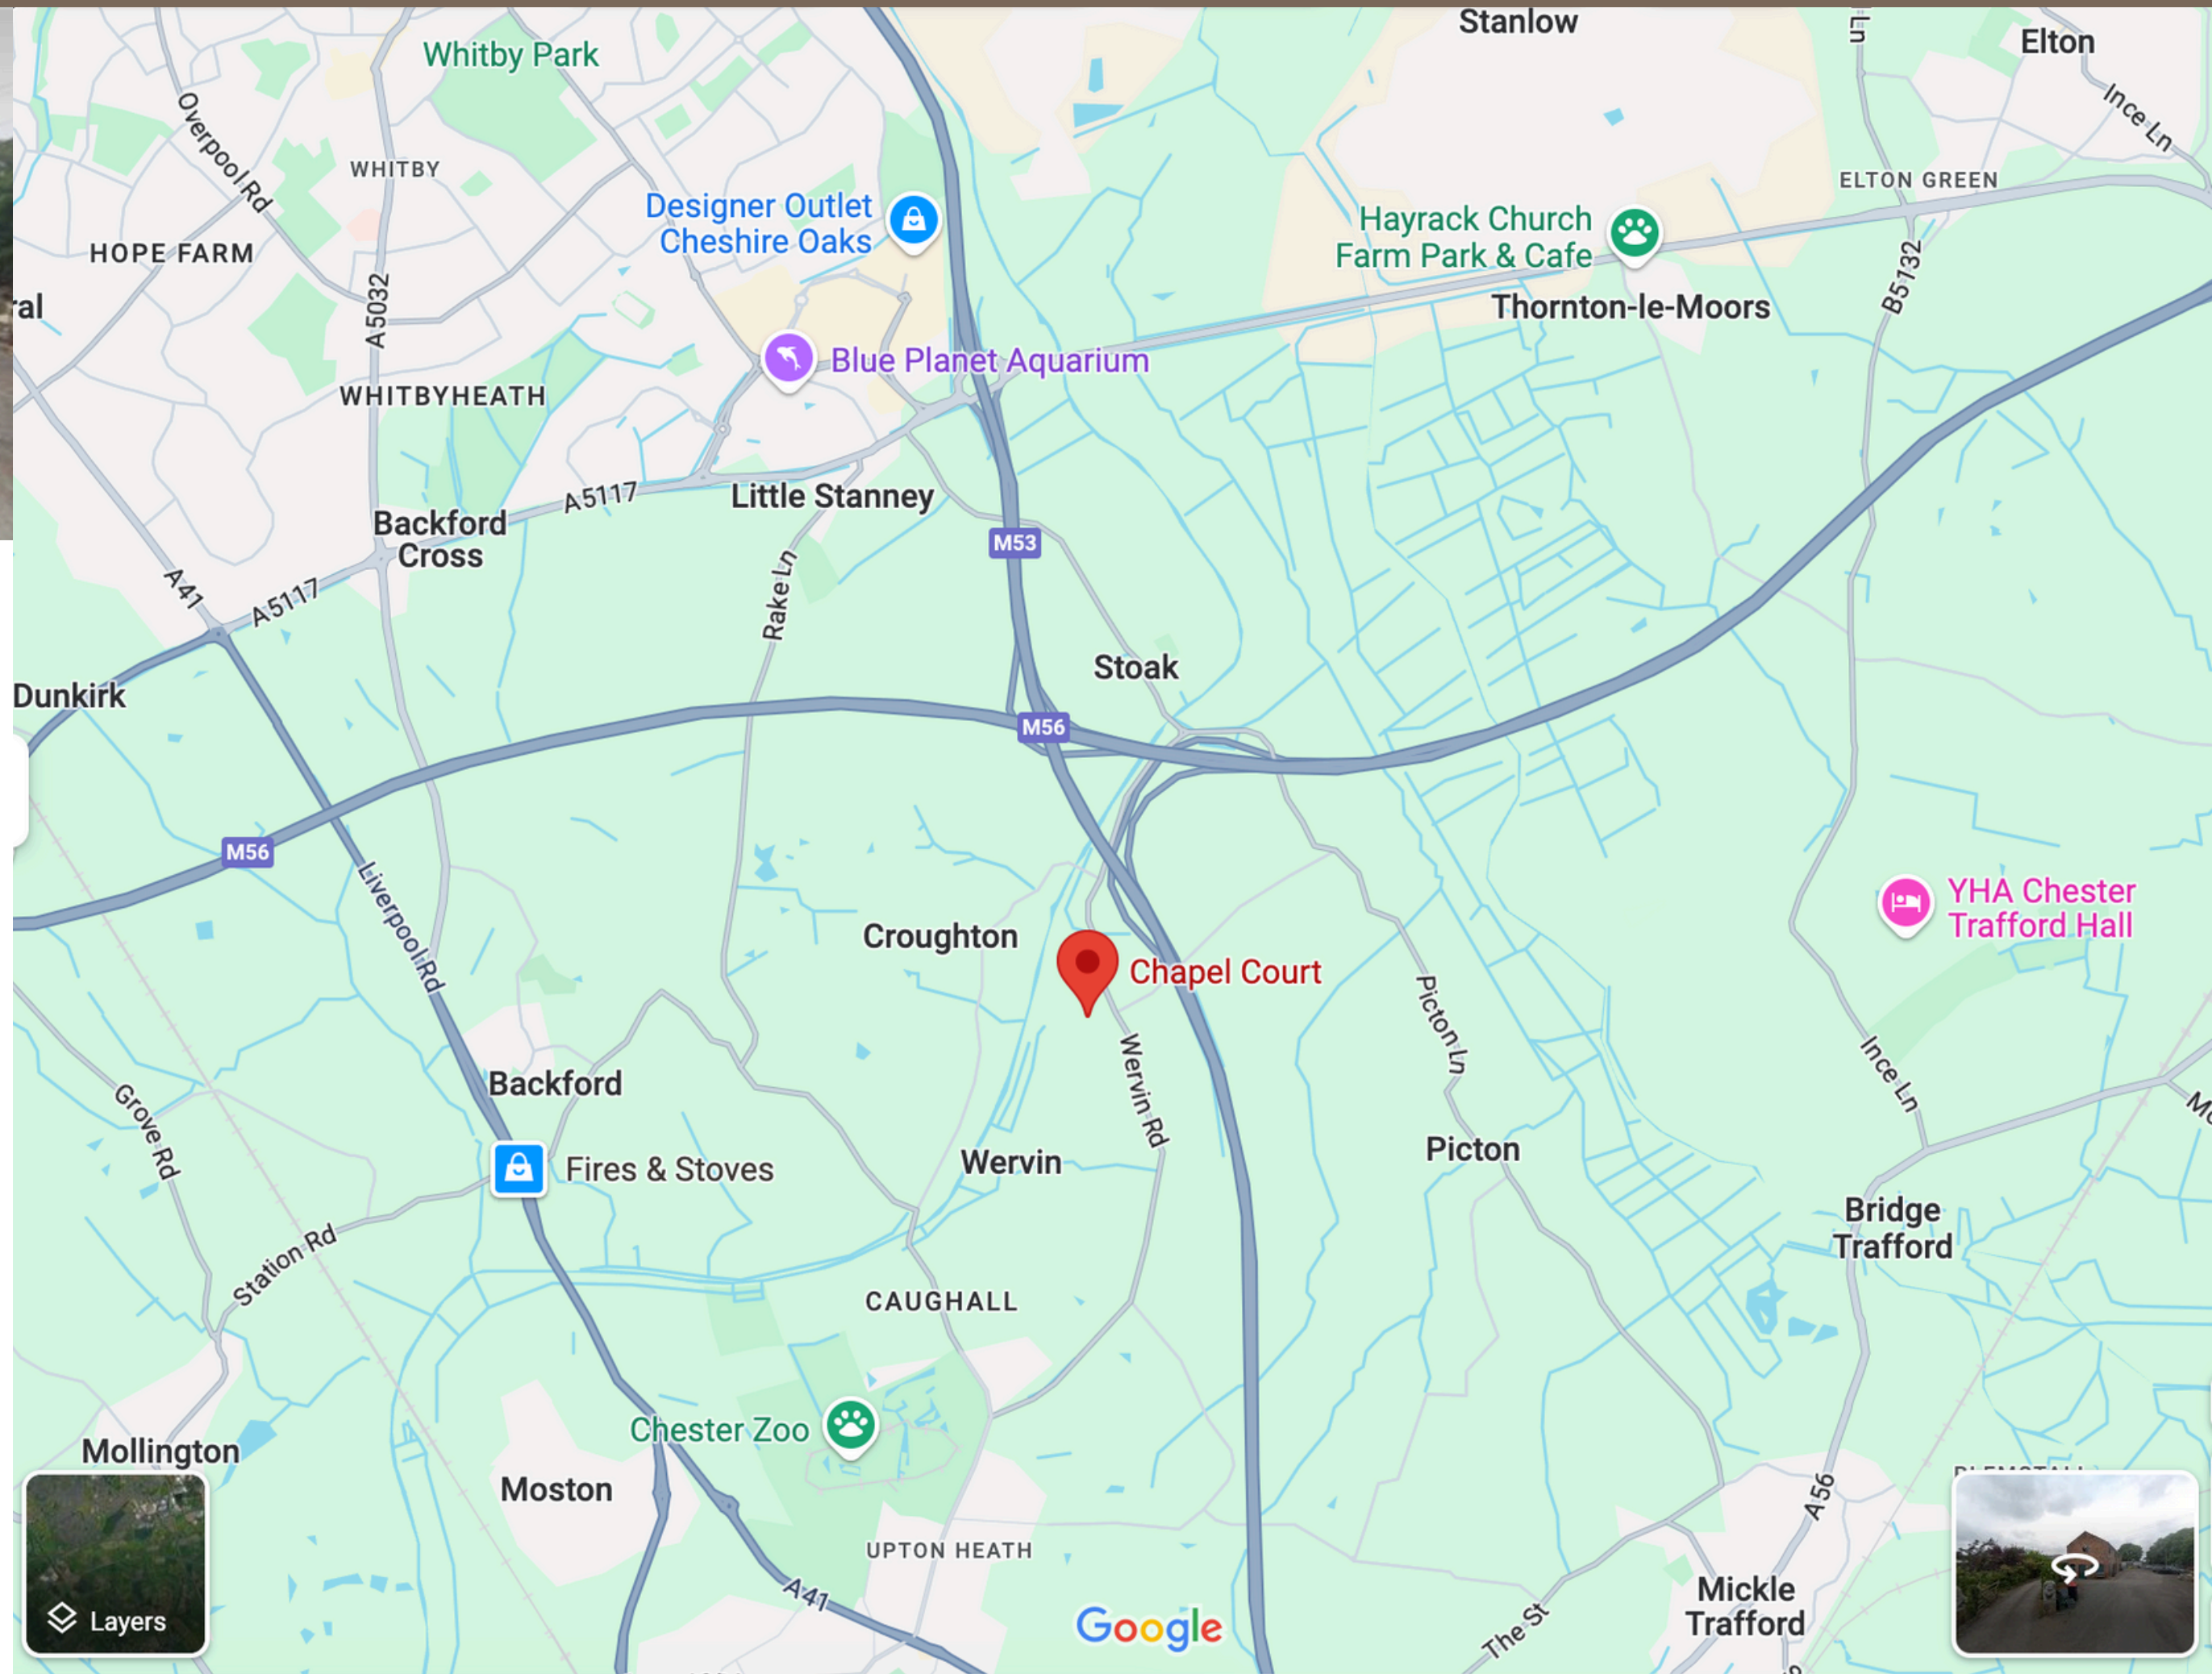 Stanlow
Ln
Elton
Whitby Park
Ince Ln
Overpool Rd
WHITBY
ELTON GREEN
Designer Outlet
Cheshire Oaks
Hayrack Church
Farm Park & Cafe
HOPE FARM
B5132
ral
A5032
Thornton-le-Moors
Blue Planet Aquarium
WHITBYHEATH
A5117
Little Stanney
Backford
Cross
M53
A41
A5117
Rake Ln
Stoak
Dunkirk
M56
M56
Liverpool Rd
YHA Chester
Trafford Hall
Croughton
Chapel Court
Picton Ln
Wervin Rd
Ince Ln
Backford
Grove Rd
Picton
Wervin
Fires & Stoves
Bridge
Trafford
Station Rd
CAUGHALL
Chester Zoo
Mollington
Moston
A56
UPTON HEATH
A41
Mickle
Trafford
Layers
Google
The St